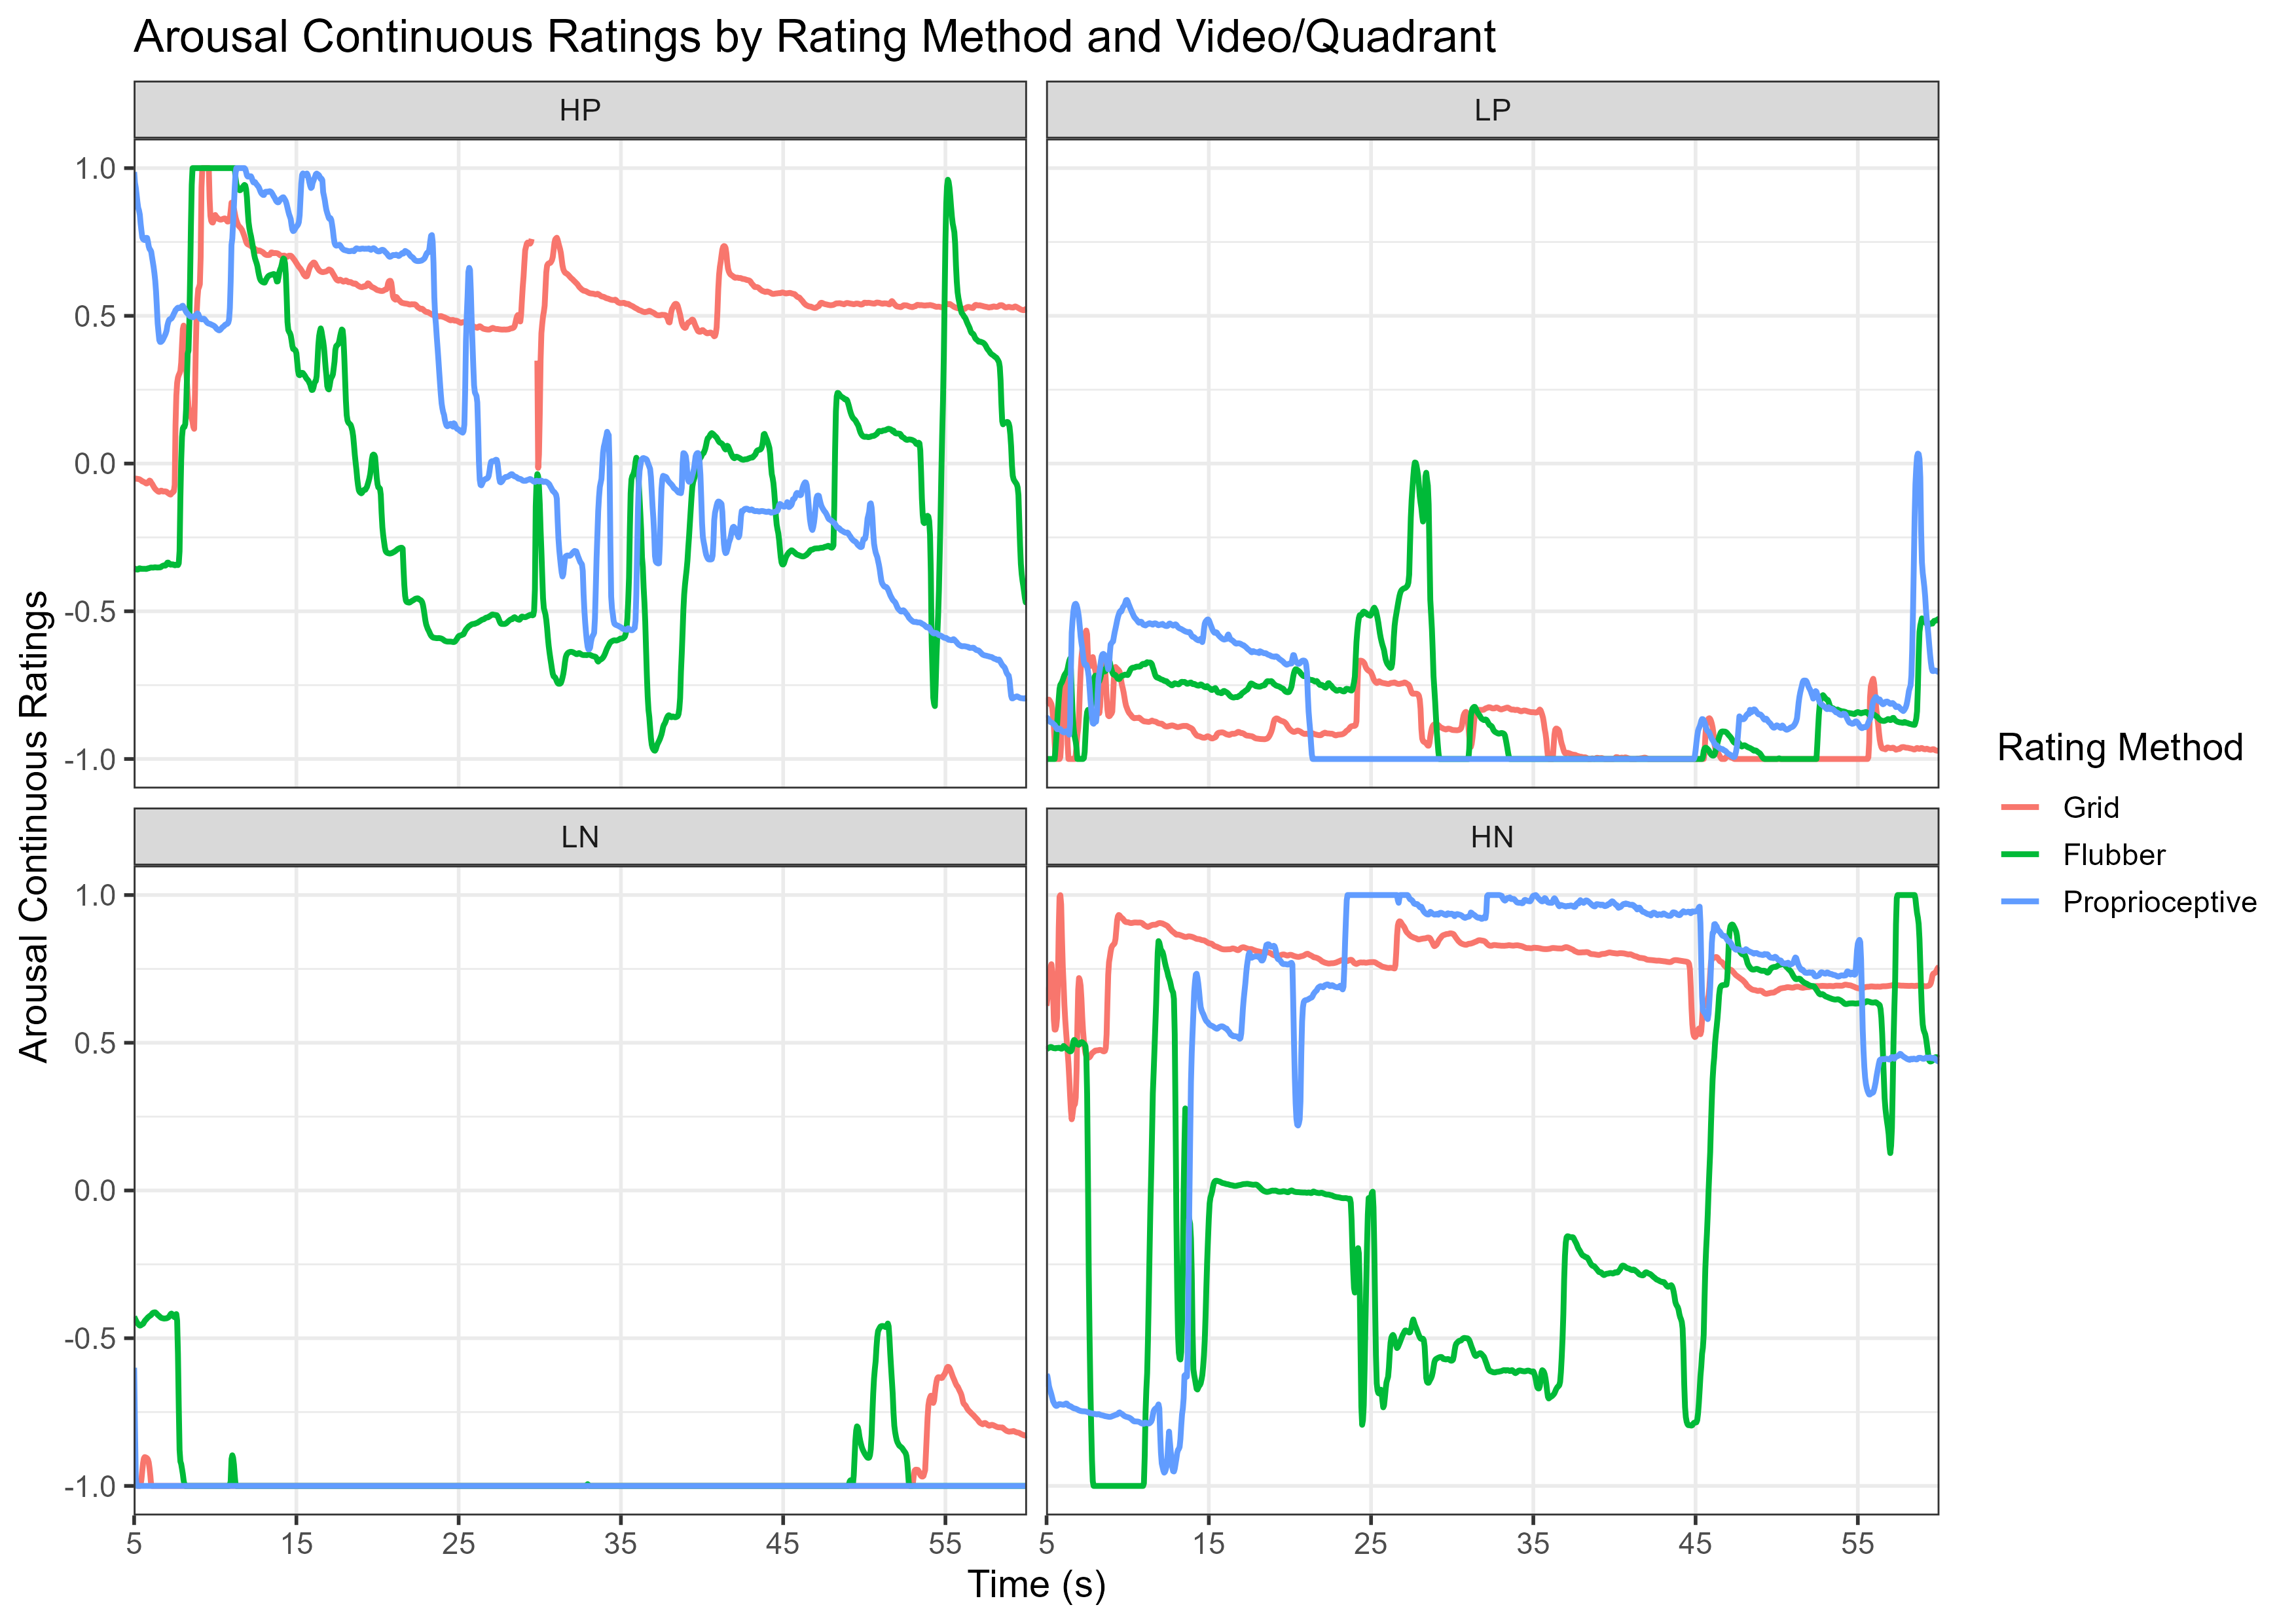 Arousal Continuous Ratings by Rating Method and Video/Quadrant
HP
LP
1.0
0.5
0.0
-0.5
-1.0
LN
HN
1.0
0.5
0.0
-0.5
-1.0
5 15 25 35 45 55
5 15 25 35 45 55
Time (s)
Arousal Continuous Ratings
Rating Method
Grid
Flubber
Proprioceptive